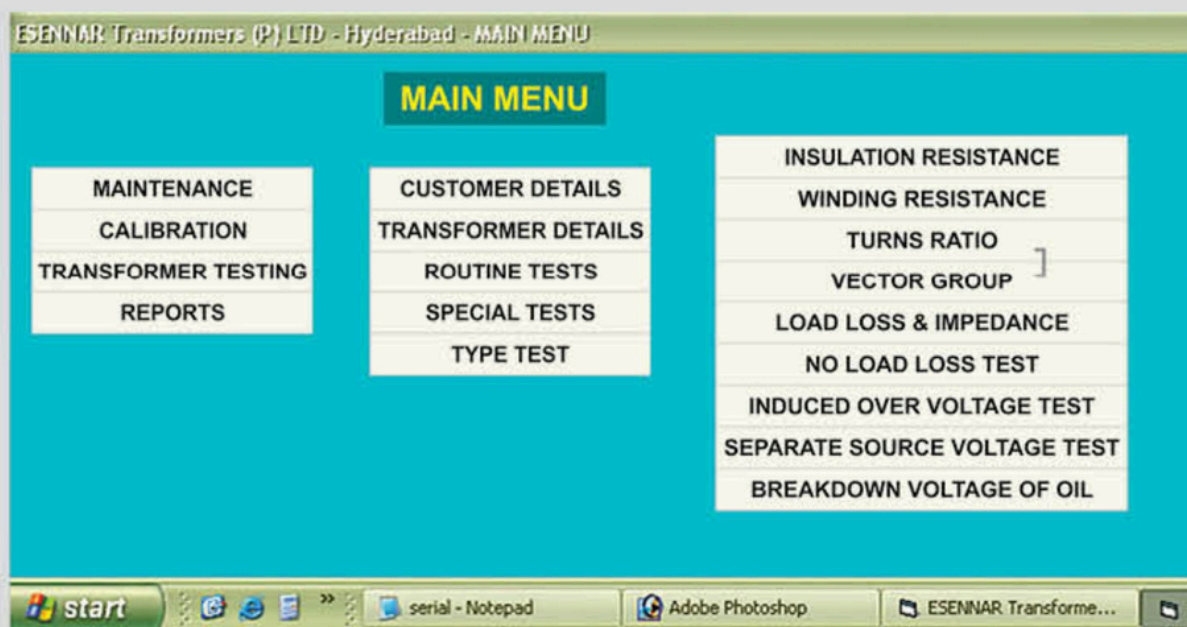 ESENNAR Transformers (P) LTD - Hyderabad - MAIN MENU
MAIN MENU
MAINTENANCE
CALIBRATION
TRANSFORMER TESTING
REPORTS
CUSTOMER DETAILS
TRANSFORMER DETAILS
ROUTINE TESTS
SPECIAL TESTS
TYPE TEST
INSULATION RESISTANCE
WINDING RESISTANCE
TURNS RATIO
VECTOR GROUP
LOAD LOSS & IMPEDANCE
NO LOAD LOSS TEST
INDUCED OVER VOLTAGE TEST
SEPARATE SOURCE VOLTAGE TEST
BREAKDOWN VOLTAGE OF OIL
start
serial - Notepad
Adobe Photoshop
ESENNAR Transforme...